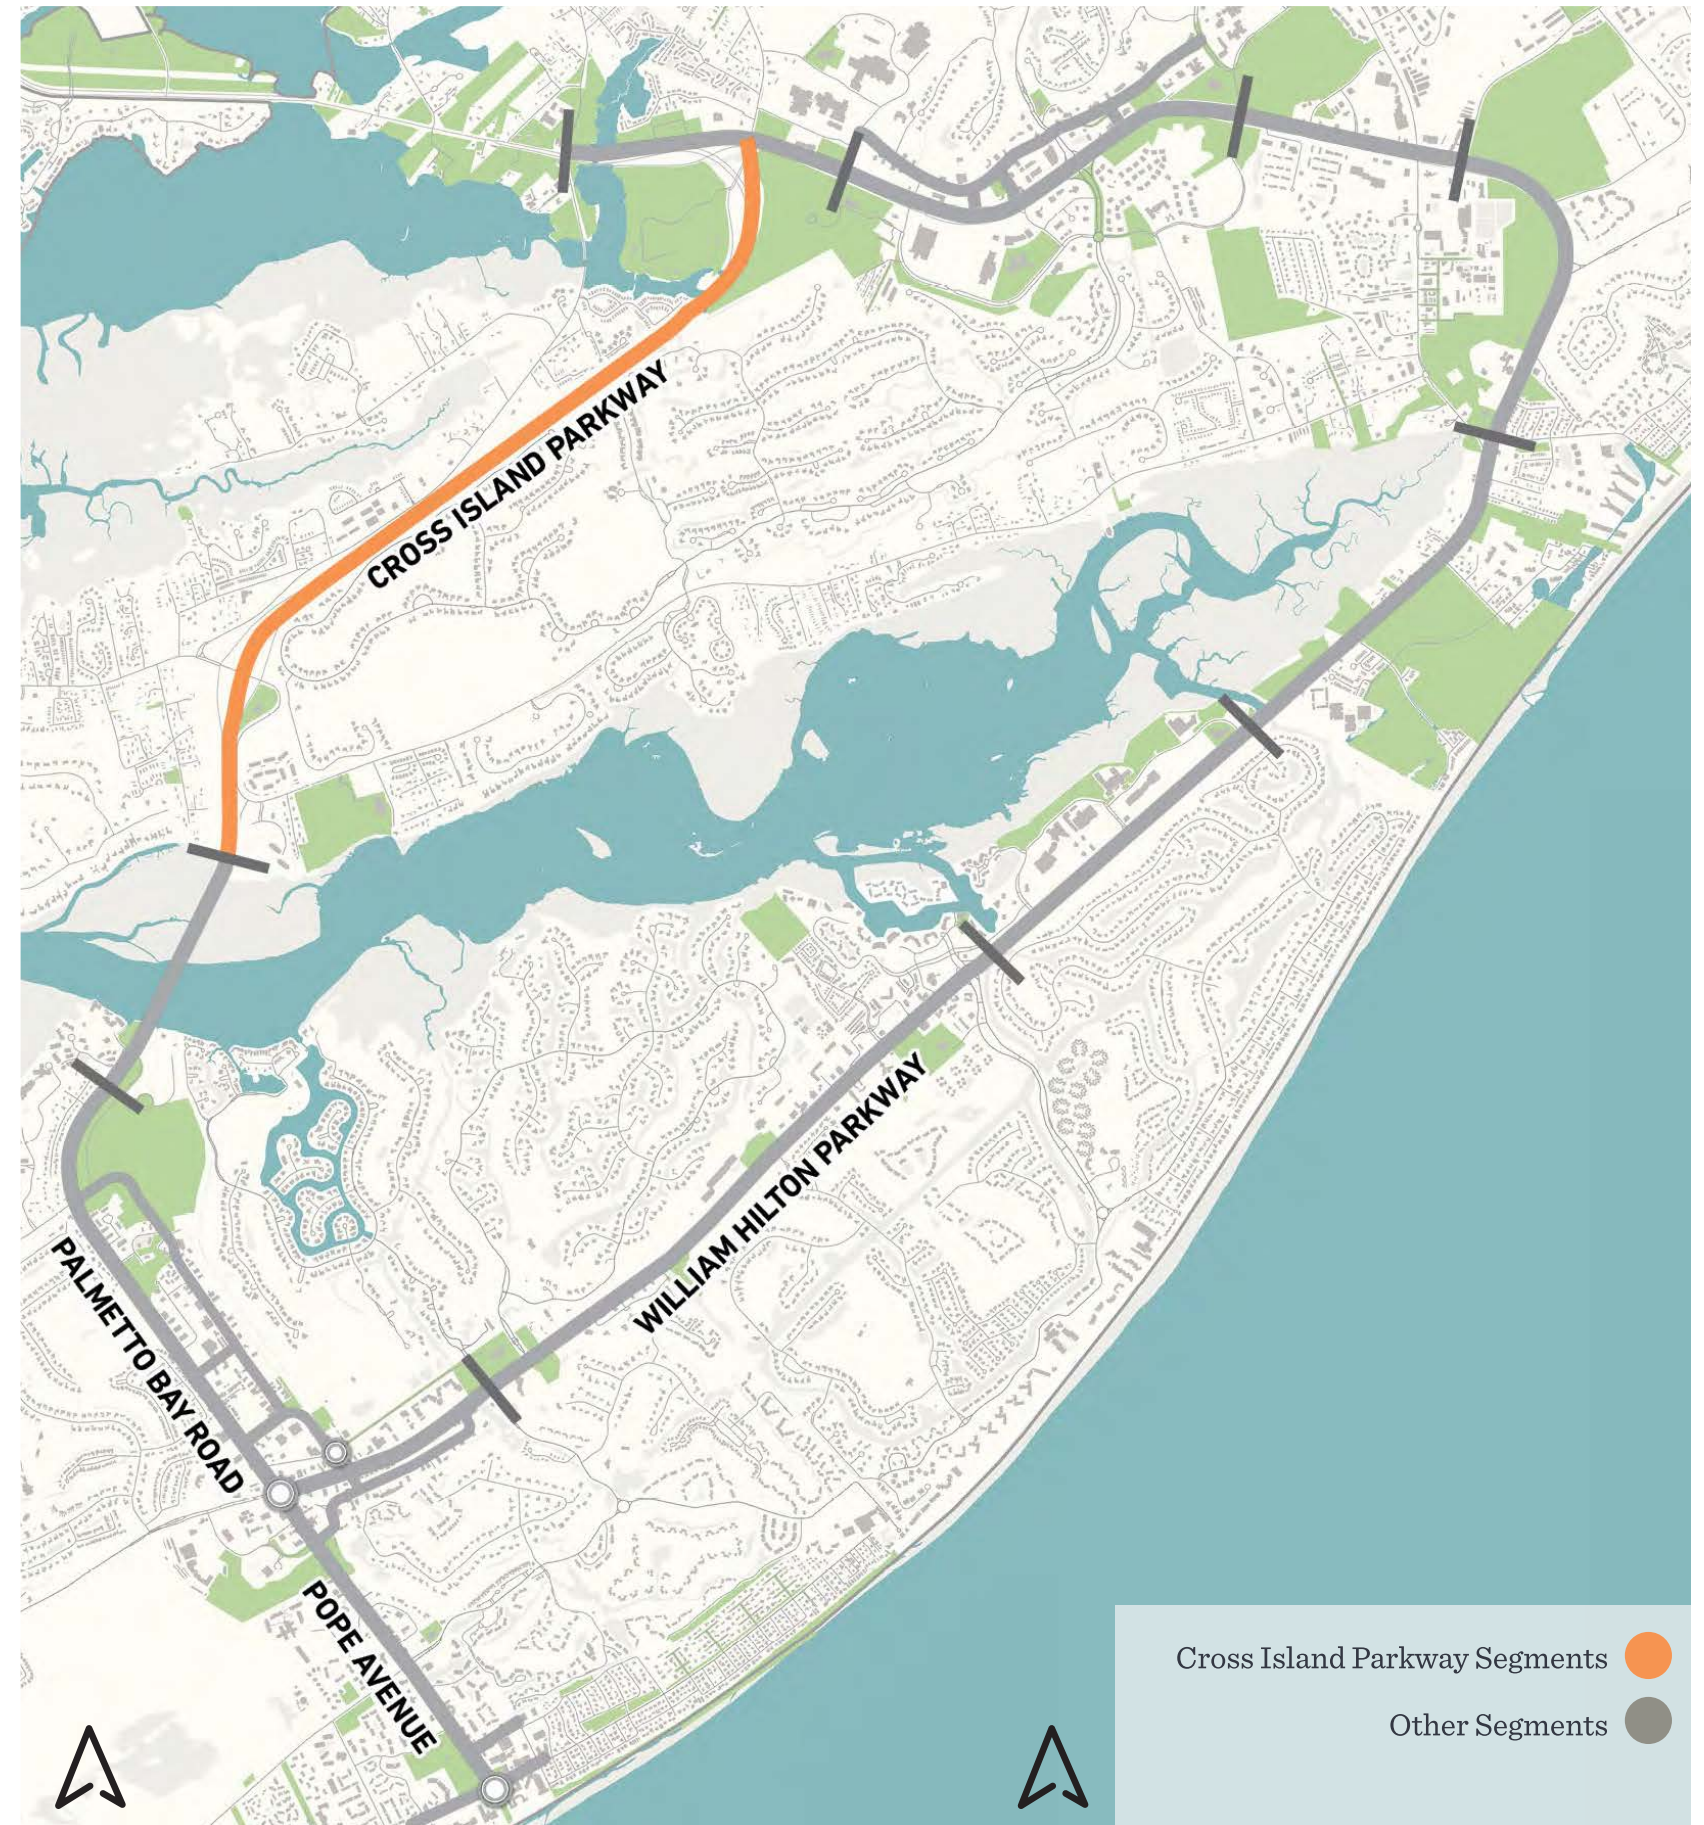 CROSS ISLAND PARKWAY
WILLIAM HILTON PARKWAY
PALMETTO BAY ROAD
POPE AVENUE
Cross Island Parkway Segments
Other Segments